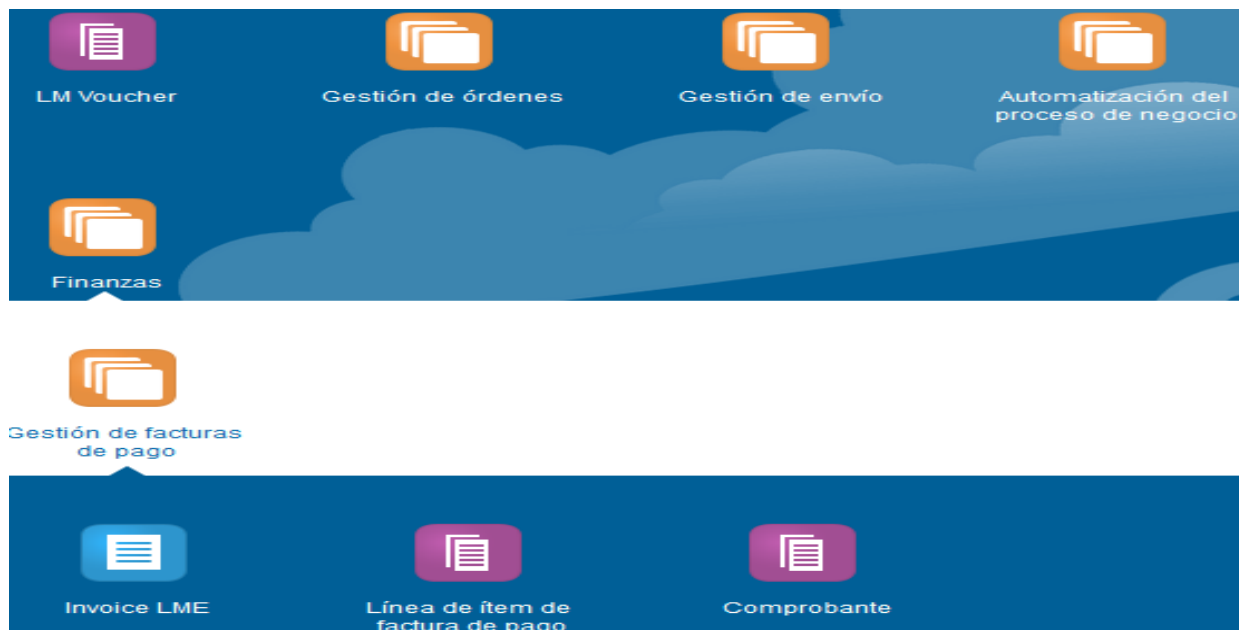 LM Voucher
Gestión de órdenes
Gestión de envío
Automatización del
proceso de negocio
Finanzas
Gestión de facturas
de pago
Invoice LME
Línea de ítem de
factura de pago
Comprobante